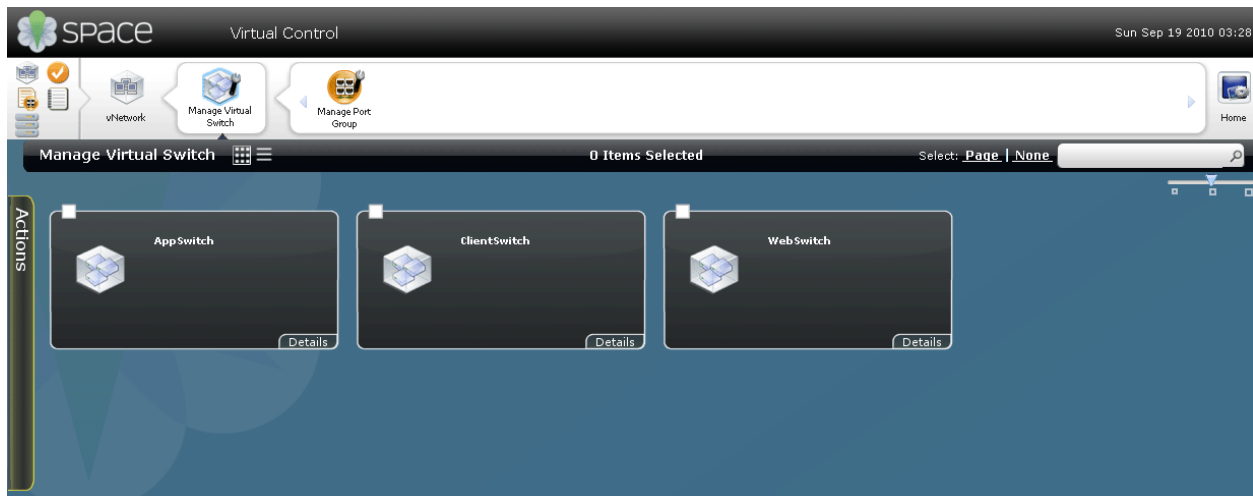 space
Virtual Control
Sun Sep 19 2010 03:28
vNetwork
Manage Virtual
Switch
Manage Port
Group
Home
Manage Virtual Switch
0 Items Selected
Select: Page | None
Actions
AppSwitch
Details
ClientSwitch
Details
WebSwitch
Details